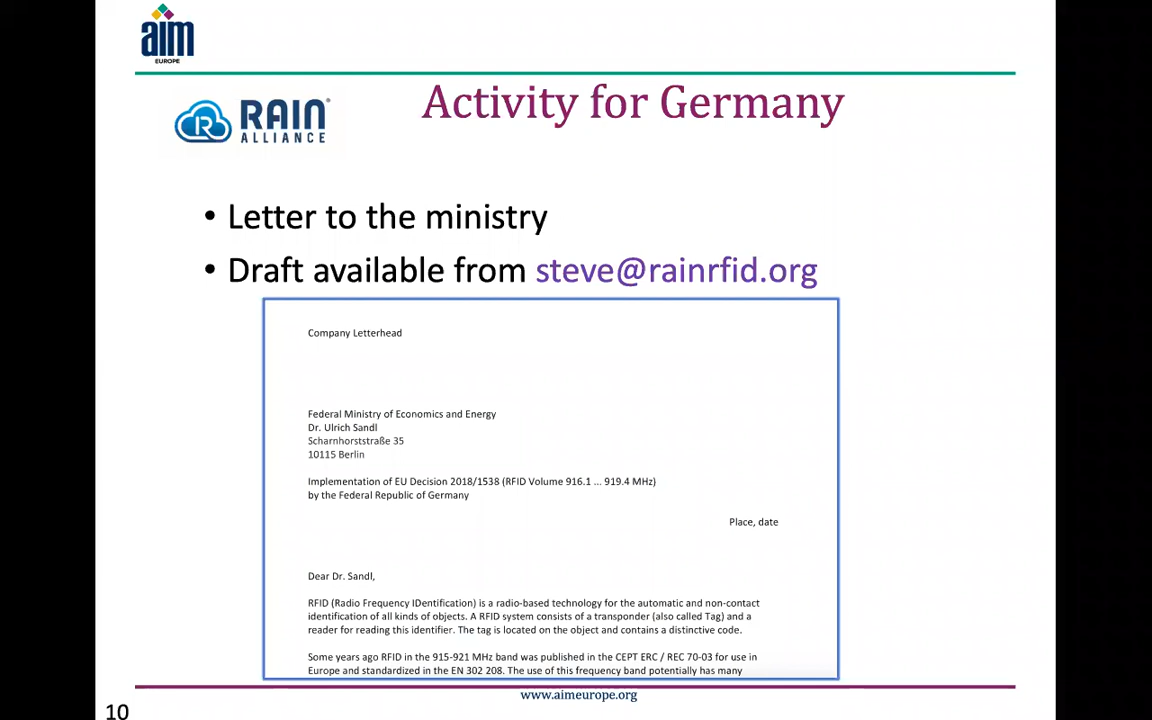 aim
EUROPE
RAIN
ALLIANCE
Activity for Germany
• Letter to the ministry
• Draft available from steve@rainrfid.org
Company Letterhead
Federal Ministry of Economics and Energy
Dr. Ulrich Sandl
Scharnhorststraße 35
10115 Berlin
Implementation of EU Decision 2018/1538 (RFID Volume 916.1 ... 919.4 MHz)
by the Federal Republic of Germany
Place, date
Dear Dr. Sandl,
RFID (Radio Frequency IDentification) is a radio-based technology for the automatic and non-contact
identification of all kinds of objects. A RFID system consists of a transponder (also called Tag) and a
reader for reading this identifier. The tag is located on the object and contains a distinctive code.
Some years ago RFID in the 915-921 MHz band was published in the CEPT ERC / REC 70-03 for use in
Europe and standardized in the EN 302 208. The use of this frequency band potentially has many
www.aimeurope.org
10